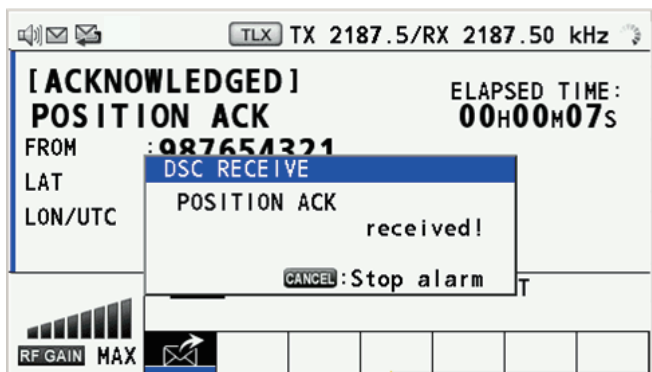 TLX TX 2187.5/RX 2187.50 kHz
[ACKNOWLEDGED]
POSITION ACK
ELAPSED TIME:
00H00M07S
FROM :987654321
LAT
LON/UTC
DSC RECEIVE
POSITION ACK
received!
CANCEL:Stop alarm
T
RF GAIN MAX